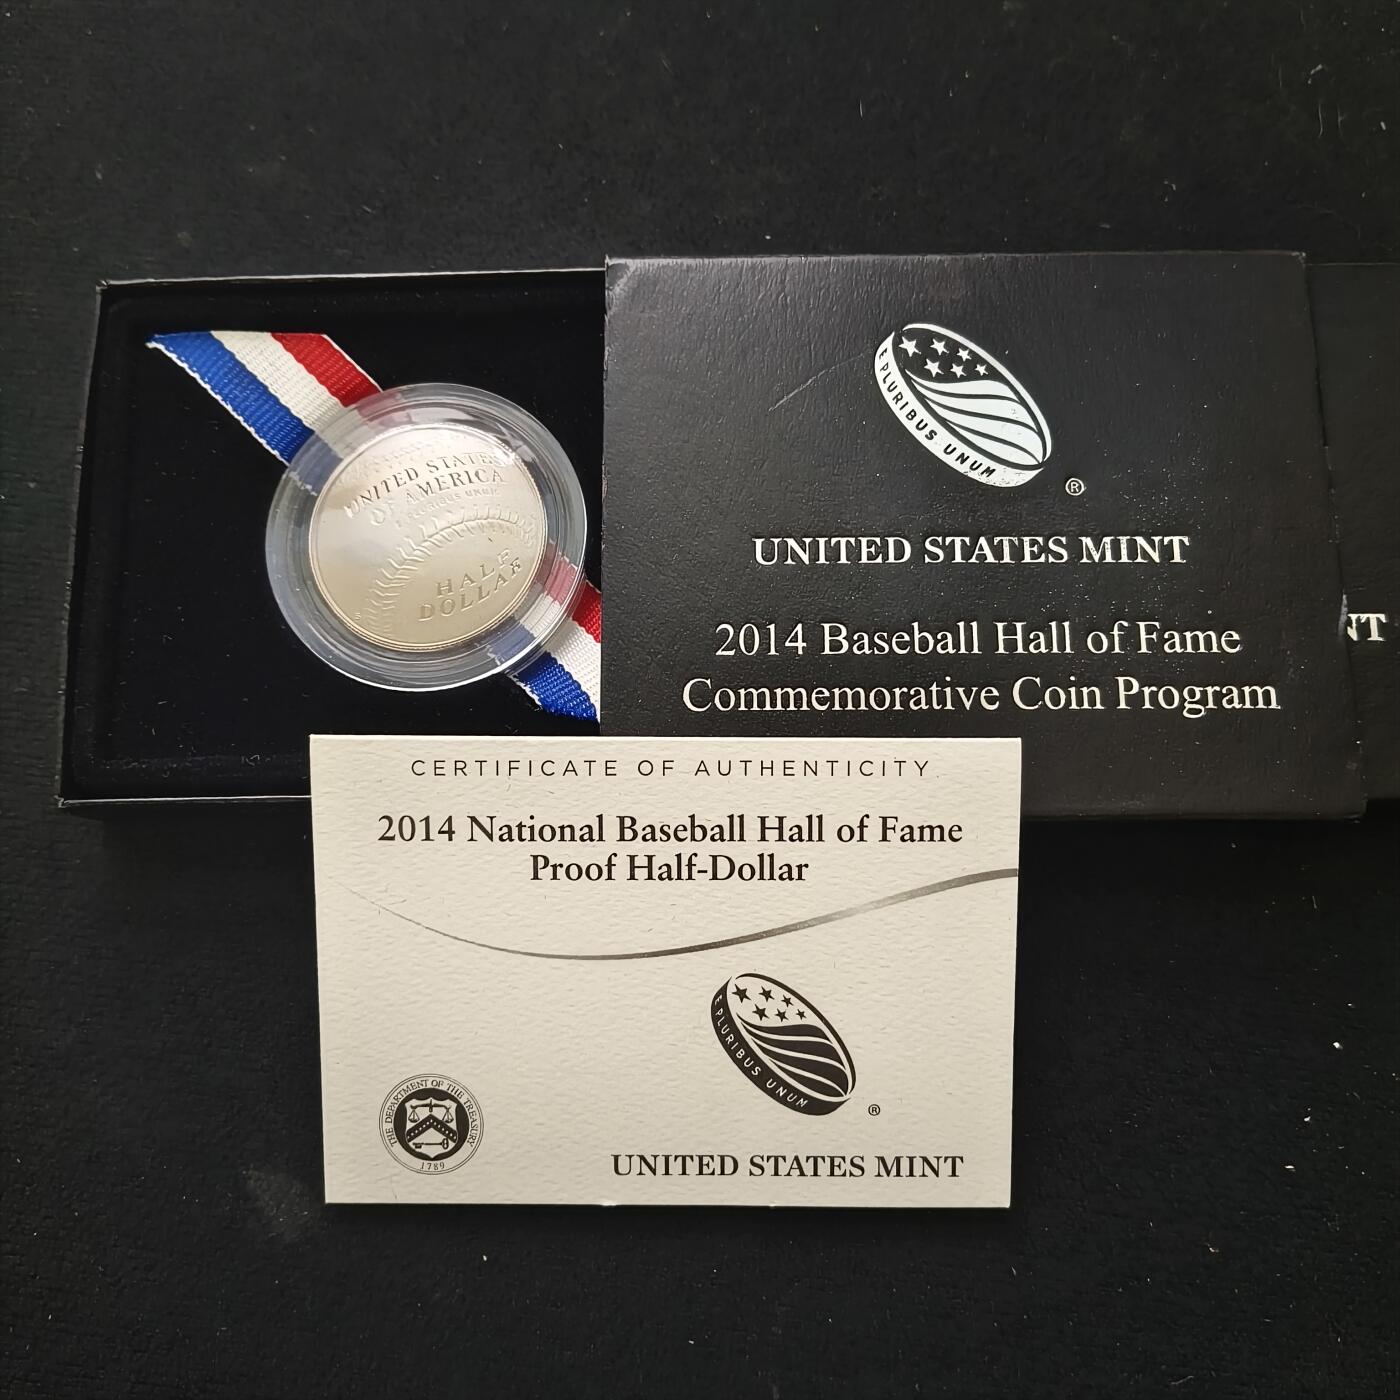 UNITED STATES
OF AMERICA
E PLURIBUS UNUM
HALF
DOLLAR
S
E PLURIBUS UNUM
®
UNITED STATES MINT
2014 Baseball Hall of Fame
Commemorative Coin Program
NT
CERTIFICATE OF AUTHENTICITY
2014 National Baseball Hall of Fame
Proof Half-Dollar
E PLURIBUS UNUM
®
THE DEPARTMENT OF THE TREASURY
1789
UNITED STATES MINT